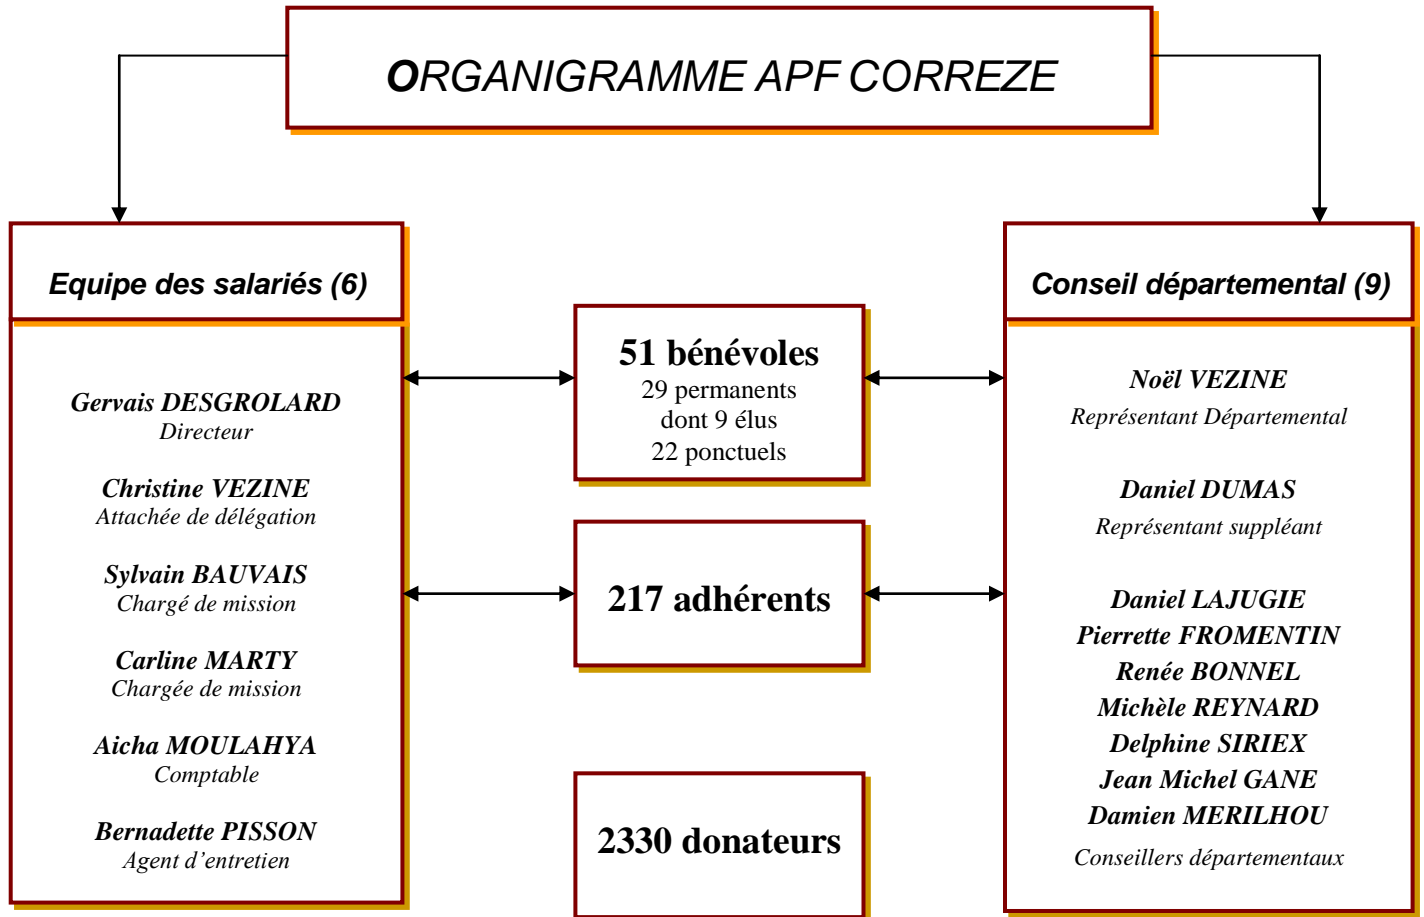 ORGANIGRAMME APF CORREZE
Equipe des salariés (6)
Gervais DESGROLARD
Directeur
Christine VEZINE
Attachée de délégation
Sylvain BAUVAIS
Chargé de mission
Carline MARTY
Chargée de mission
Aicha MOULAHYA
Comptable
Bernadette PISSON
Agent d’entretien
51 bénévoles
29 permanents
dont 9 élus
22 ponctuels
217 adhérents
2330 donateurs
Conseil départemental (9)
Noël VEZINE
Représentant Départemental
Daniel DUMAS
Représentant suppléant
Daniel LAJUGIE
Pierrette FROMENTIN
Renée BONNEL
Michèle REYNARD
Delphine SIRIEX
Jean Michel GANE
Damien MERILHOU
Conseillers départementaux